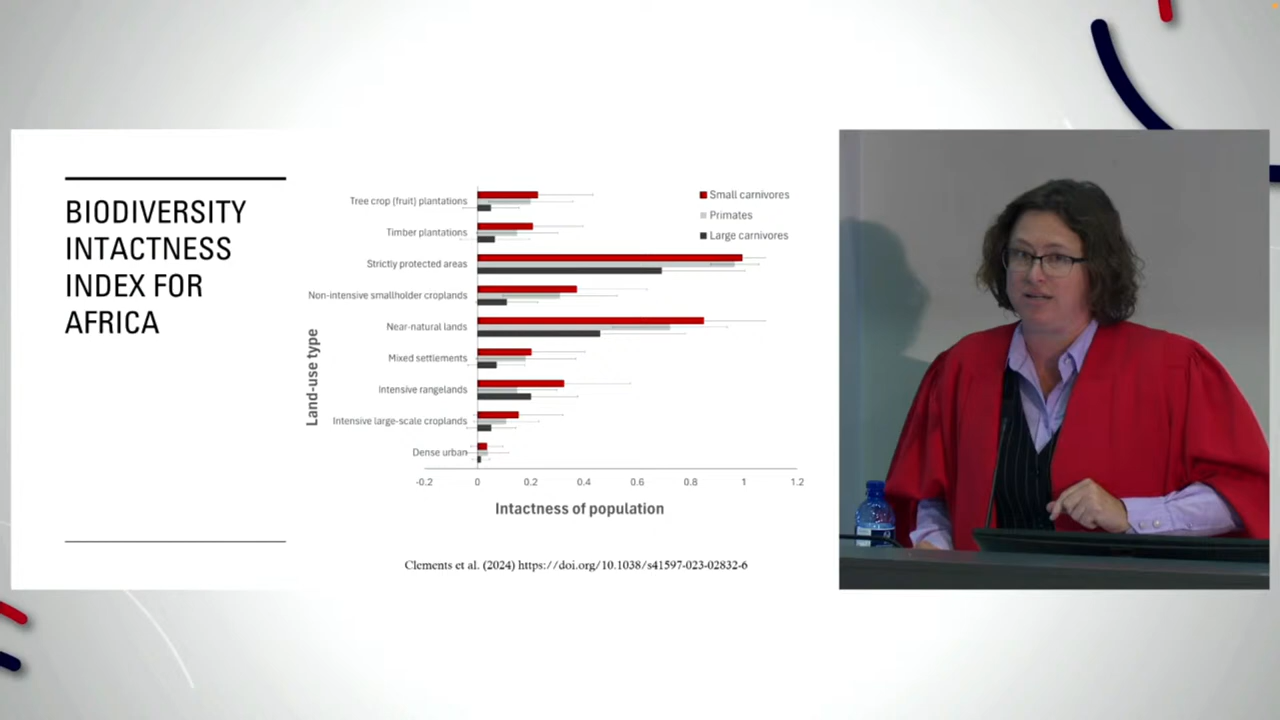 BIODIVERSITY
INTACTNESS
INDEX FOR
AFRICA
Small carnivores
Primates
Large carnivores
Land-use type
Tree crop (fruit) plantations
Timber plantations
Strictly protected areas
Non-intensive smallholder croplands
Near-natural lands
Mixed settlements
Intensive rangelands
Intensive large-scale croplands
Dense urban
-0.2 0 0.2 0.4 0.6 0.8 1 1.2
Intactness of population
Clements et al. (2024) https://doi.org/10.1038/s41597-023-02832-6